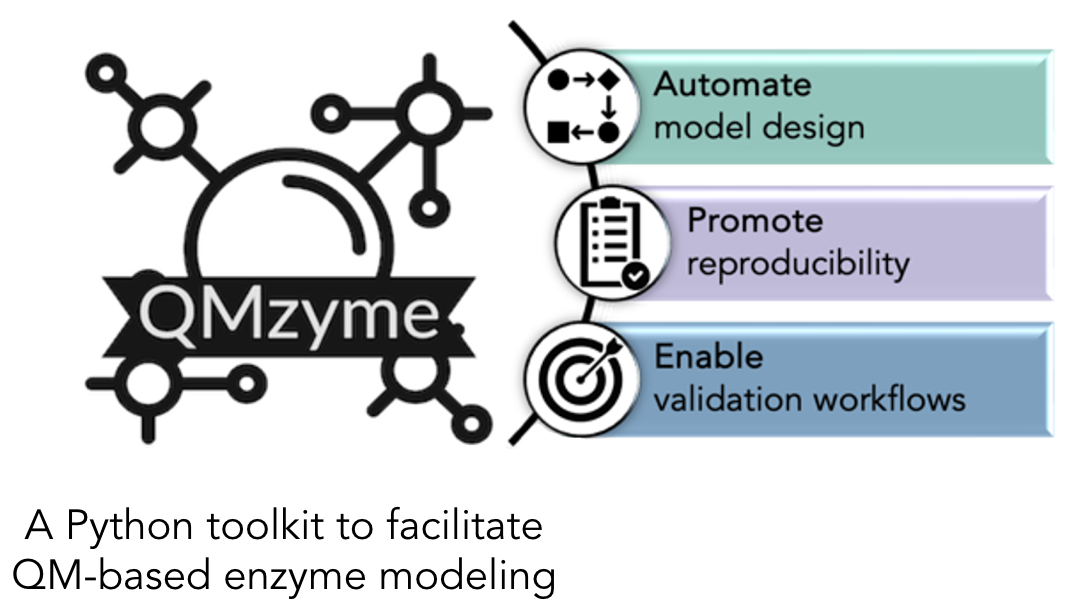 QMzyme
Automate
model design
Promote
reproducibility
Enable
validation workflows
A Python toolkit to facilitate
QM-based enzyme modeling